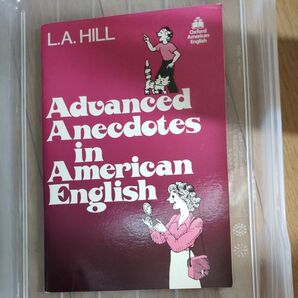 L.A. HILL
Oxford
American
English
Advanced
Anecdotes
in
American
English